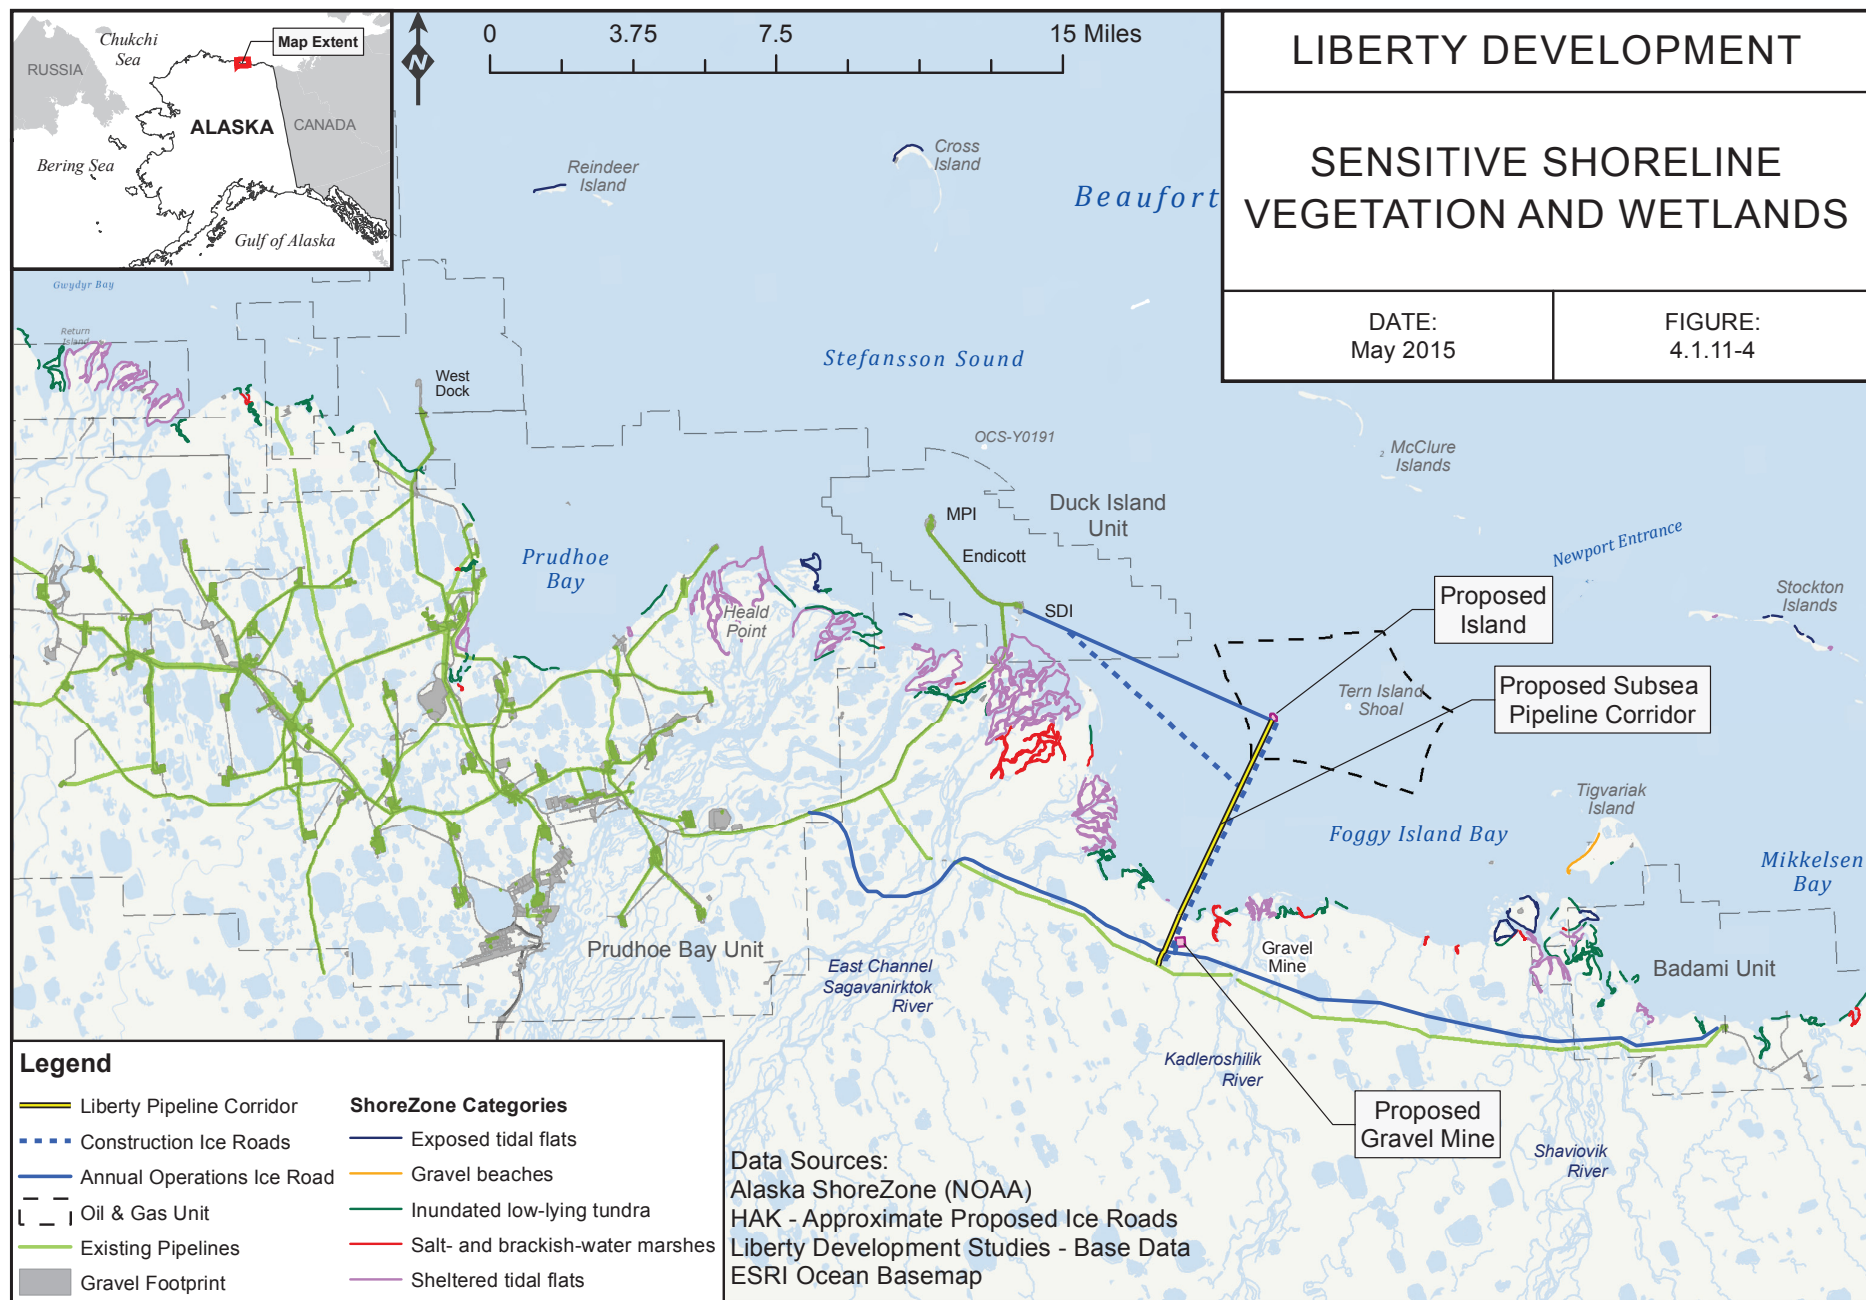 Chukchi
Sea
Map Extent
RUSSIA
ALASKA
CANADA
Bering Sea
Gulf of Alaska
N
0
3.75
7.5
15 Miles
LIBERTY DEVELOPMENT
SENSITIVE SHORELINE
VEGETATION AND WETLANDS
DATE:
May 2015
FIGURE:
4.1.11-4
Reindeer
Island
Cross
Island
Beaufort
Gwydyr Bay
Return
Island
West
Dock
Stefansson Sound
OCS-Y0191
McClure
Islands
2
MPI
Duck Island
Unit
Endicott
Newport Entrance
Prudhoe
Bay
Heald
Point
SDI
Proposed
Island
Stockton
Islands
Tern Island
Shoal
Proposed Subsea
Pipeline Corridor
Tigvariak
Island
Foggy Island Bay
Mikkelsen
Bay
Prudhoe Bay Unit
East Channel
Sagavanirktok
River
Gravel
Mine
Badami Unit
Kadleroshilik
River
Proposed
Gravel Mine
Shaviovik
River
Legend
Liberty Pipeline Corridor
Construction Ice Roads
Annual Operations Ice Road
Oil & Gas Unit
Existing Pipelines
Gravel Footprint
ShoreZone Categories
Exposed tidal flats
Gravel beaches
Inundated low-lying tundra
Salt- and brackish-water marshes
Sheltered tidal flats
Data Sources:
Alaska ShoreZone (NOAA)
HAK - Approximate Proposed Ice Roads
Liberty Development Studies - Base Data
ESRI Ocean Basemap